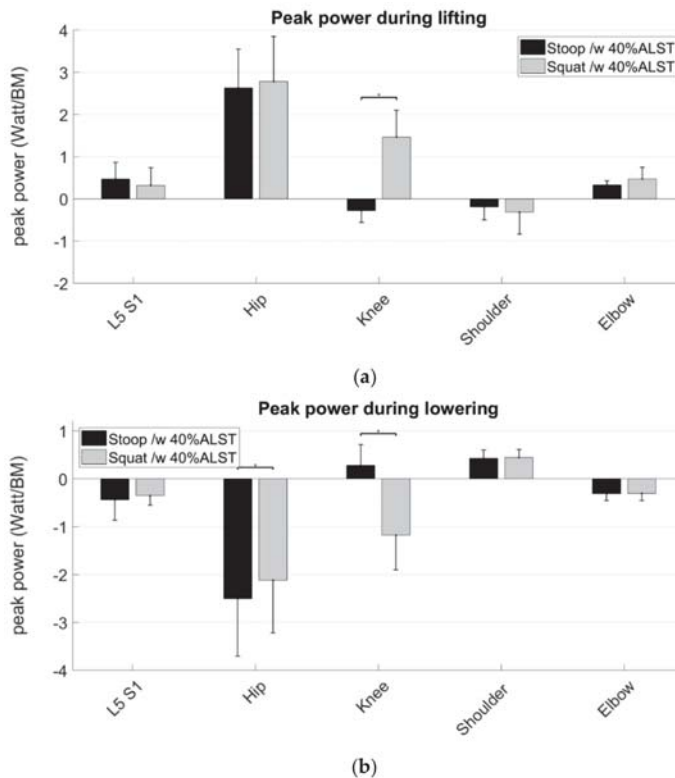 Peak power during lifting
4
3
2
1
0
-1
-2
peak power (Watt/BM)
Stoop /w 40%ALST
Squat /w 40%ALST
L5 S1
Hip
Knee
Shoulder
Elbow
(a)
Peak power during lowering
1
0
-1
-2
-3
-4
peak power (Watt/BM)
Stoop /w 40%ALST
Squat /w 40%ALST
L5 S1
Hip
Knee
Shoulder
Elbow
(b)